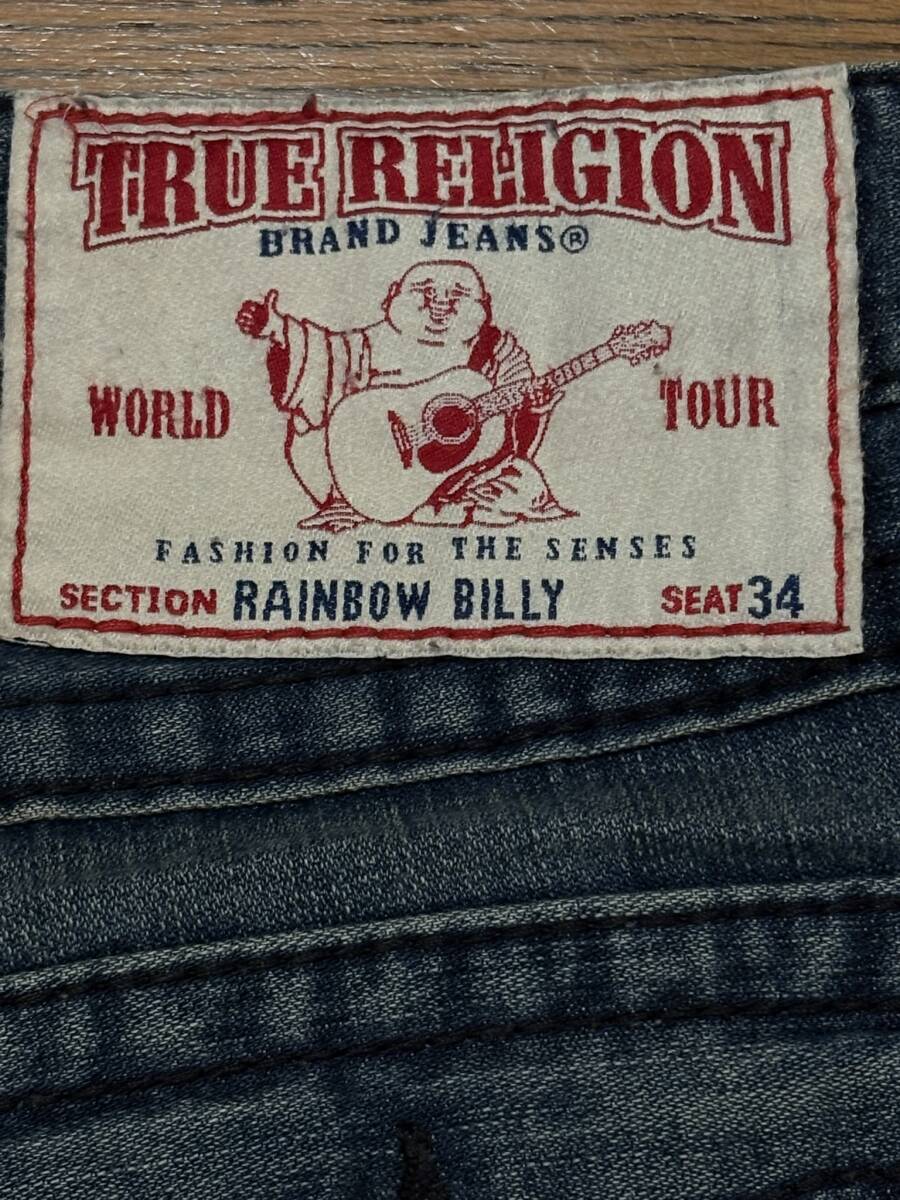 TRUE RELIGION
BRAND JEANS®
WORLD TOUR
FASHION FOR THE SENSES
SECTION RAINBOW BILLY SEAT 34